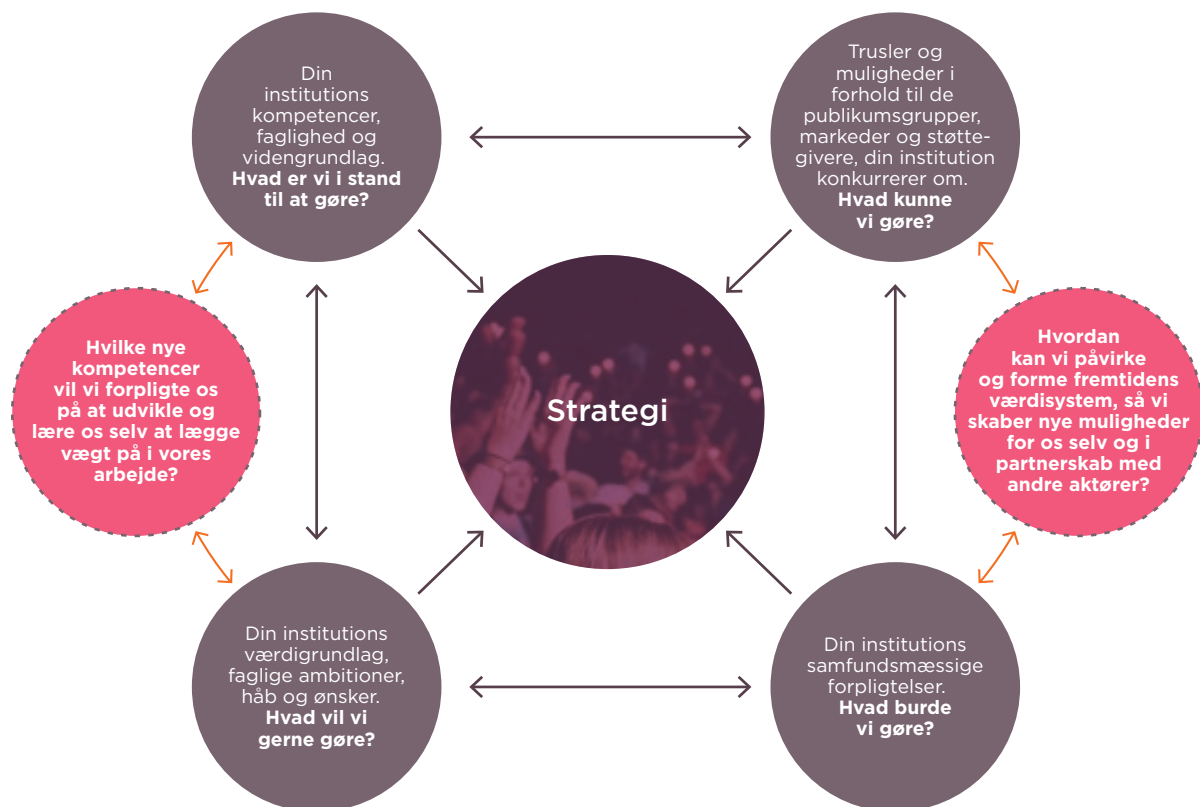 Din
institutions
kompetencer,
faglighed og
videngrundlag.
Hvad er vi i stand
til at gøre?
Trusler og
muligheder i
forhold til de
publikumsgrupper,
markeder og støtte-
givere, din institution
konkurrerer om.
Hvad kunne
vi gøre?
Hvilke nye
kompetencer
vil vi forpligte os
på at udvikle og
lære os selv at lægge
vægt på i vores
arbejde?
Strategi
Hvordan
kan vi påvirke
og forme fremtidens
værdisystem, så vi
skaber nye muligheder
for os selv og i
partnerskab med
andre aktører?
Din institutions
værdigrundlag,
faglige ambitioner,
håb og ønsker.
Hvad vil vi
gerne gøre?
Din institutions
samfundsmæssige
forpligtelser.
Hvad burde
vi gøre?